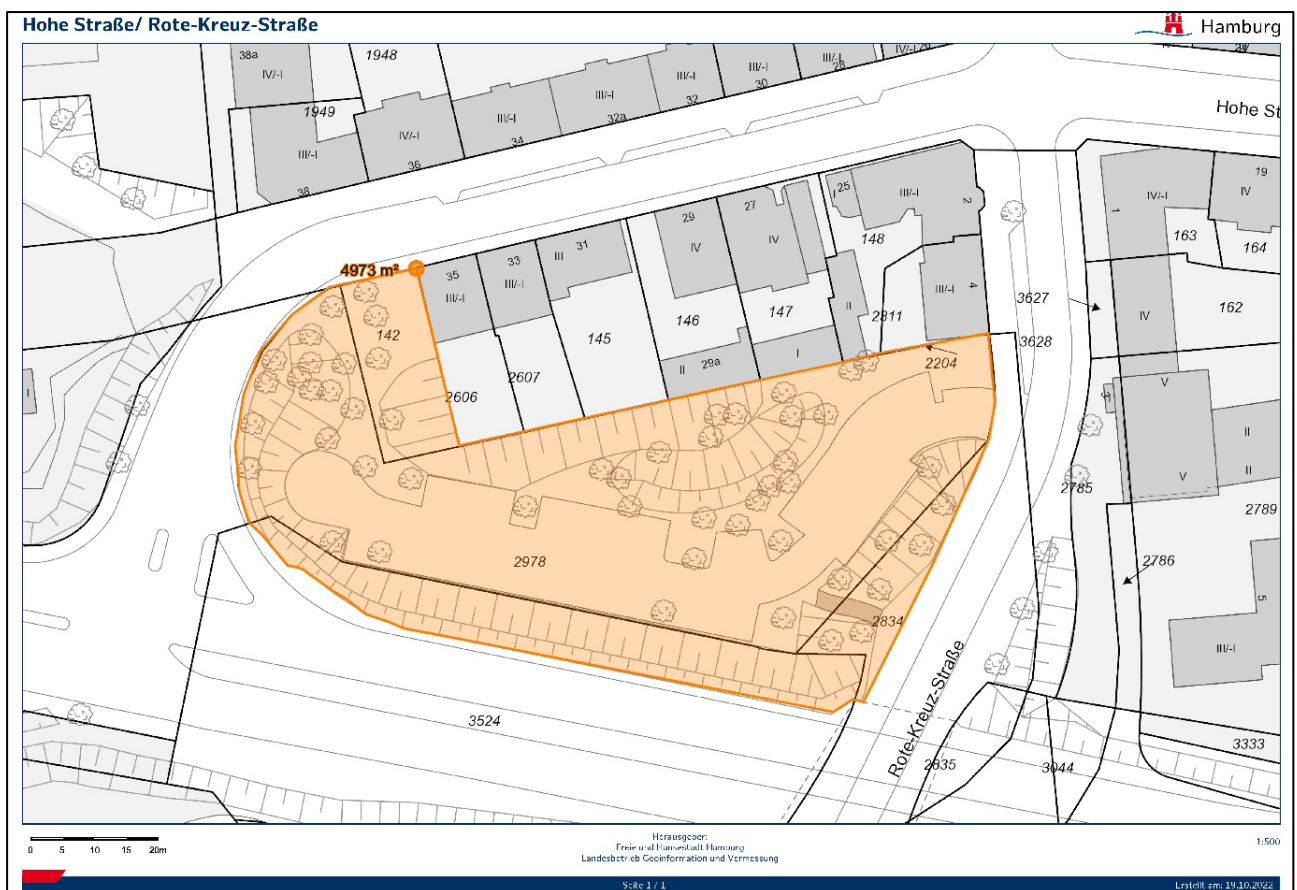 Hohe Straße/ Rote-Kreuz-Straße
Hamburg
38a
IV/-I
1948
III/-I
28
IV/-I
III/-I
30
III/-I
32
III/-I
32a
1949
III/-I
38
IV/-I
36
III/-I
34
Hohe St
4973 m²
35
III/-I
33
III/-I
III
31
29
IV
27
IV
I
25
III/-I
2
1
IV/-I
19
IV
163
164
142
148
2606
2607
145
146
147
II
2811
III/-I
4
3627
3628
IV
162
II
29a
I
2204
I
3
V
II
2785
V
II
2789
2978
2786
5
2834
III/-I
3524
Rote-Kreuz-Straße
2835
3044
3333
0 5 10 15 20m
Herausgeber:
Freie und Hansestadt Hamburg
Landesbetrieb Geoinformation und Vermessung
1:500
Seite 1 / 1
Erstellt am: 19.10.2022